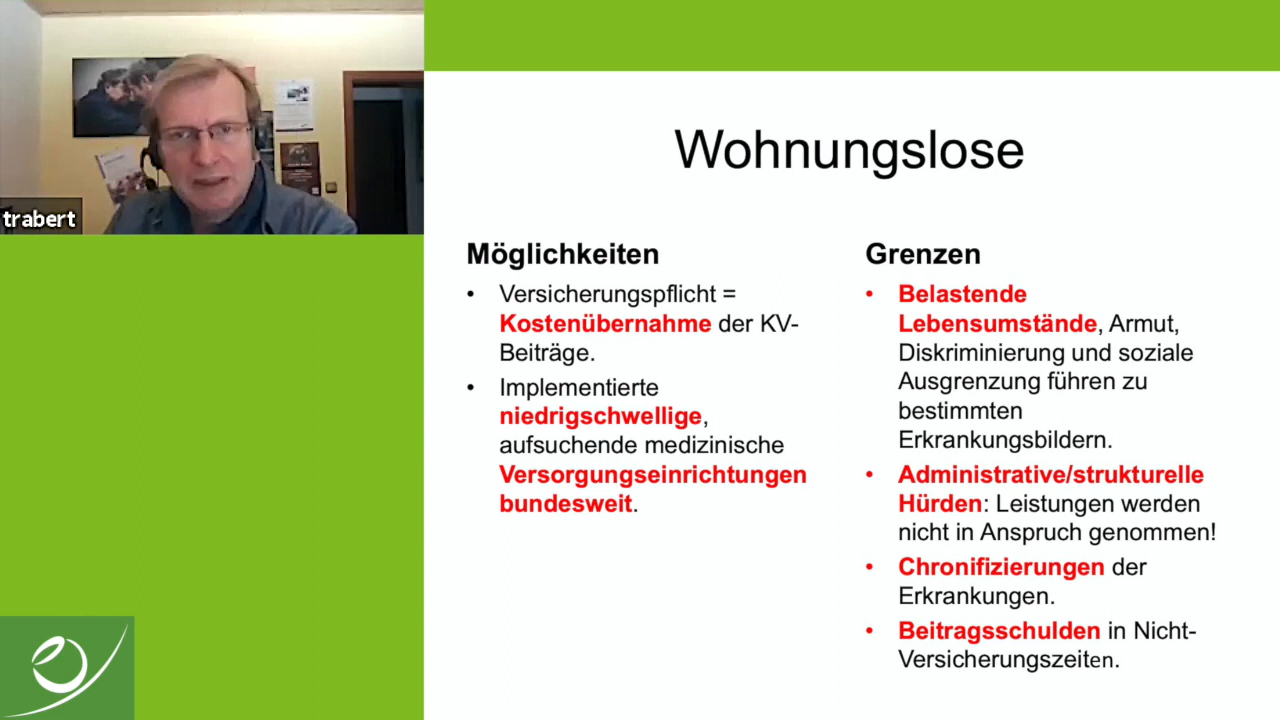 trabert
Wohnungslose
Möglichkeiten
• Versicherungspflicht =
Kostenübernahme der KV-
Beiträge.
• Implementierte
niedrigschwellige,
aufsuchende medizinische
Versorgungseinrichtungen
bundesweit.
Grenzen
• Belastende
Lebensumstände, Armut,
Diskriminierung und soziale
Ausgrenzung führen zu
bestimmten
Erkrankungsbildern.
• Administrative/strukturelle
Hürden: Leistungen werden
nicht in Anspruch genommen!
• Chronifizierungen der
Erkrankungen.
• Beitragsschulden in Nicht-
Versicherungszeiten.